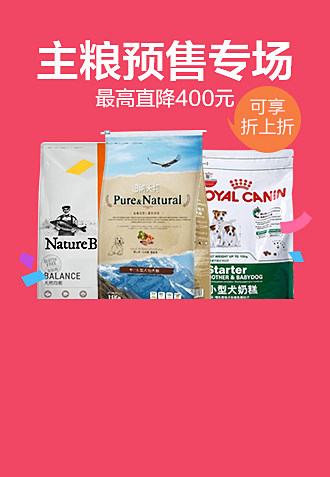 主粮预售专场
最高直降400元
可享
折上折
NatureB
BALANCE
Pure&Natural
ROYAL CANIN
Starter
MOTHER & BABYDOG
小型犬奶糕